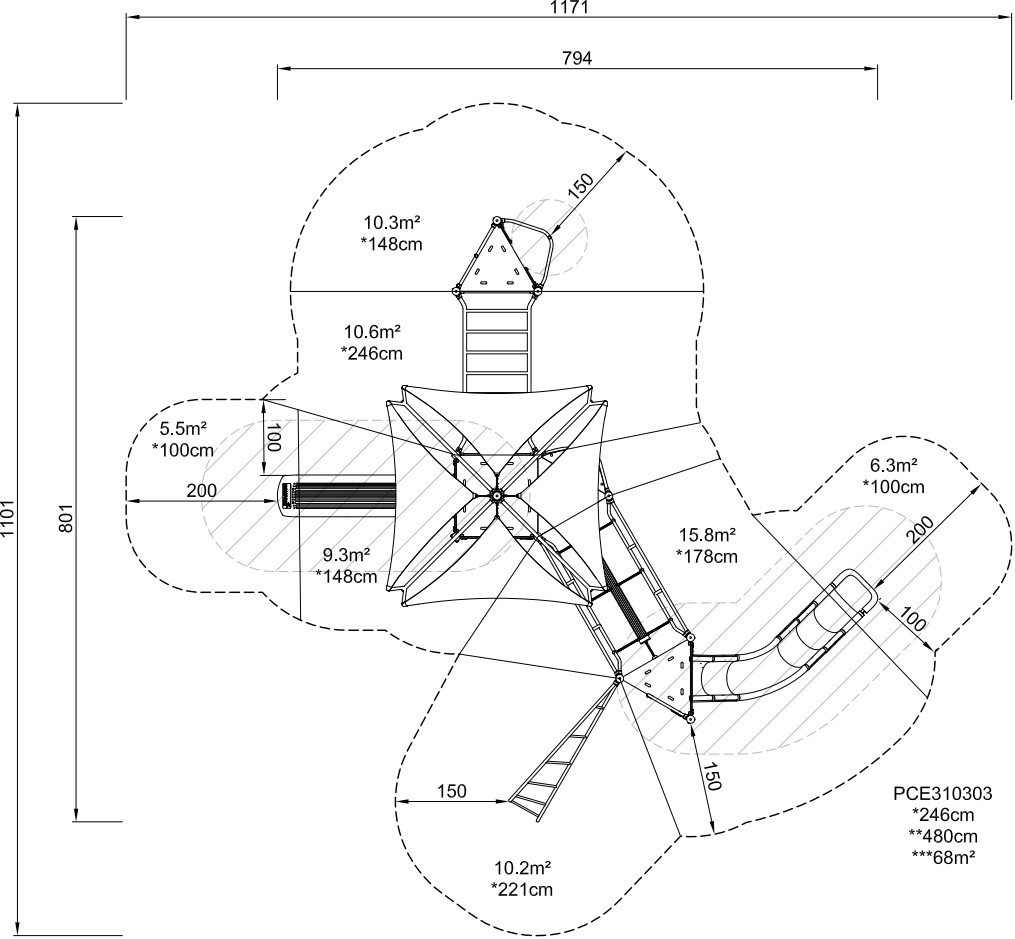 1171
794
150
10.3m²
*148cm
10.6m²
*246cm
5.5m²
*100cm
100
200
1101
801
9.3m²
*148cm
6.3m²
*100cm
200
15.8m²
*178cm
100
150
150
10.2m²
*221cm
PCE310303
*246cm
**480cm
***68m²